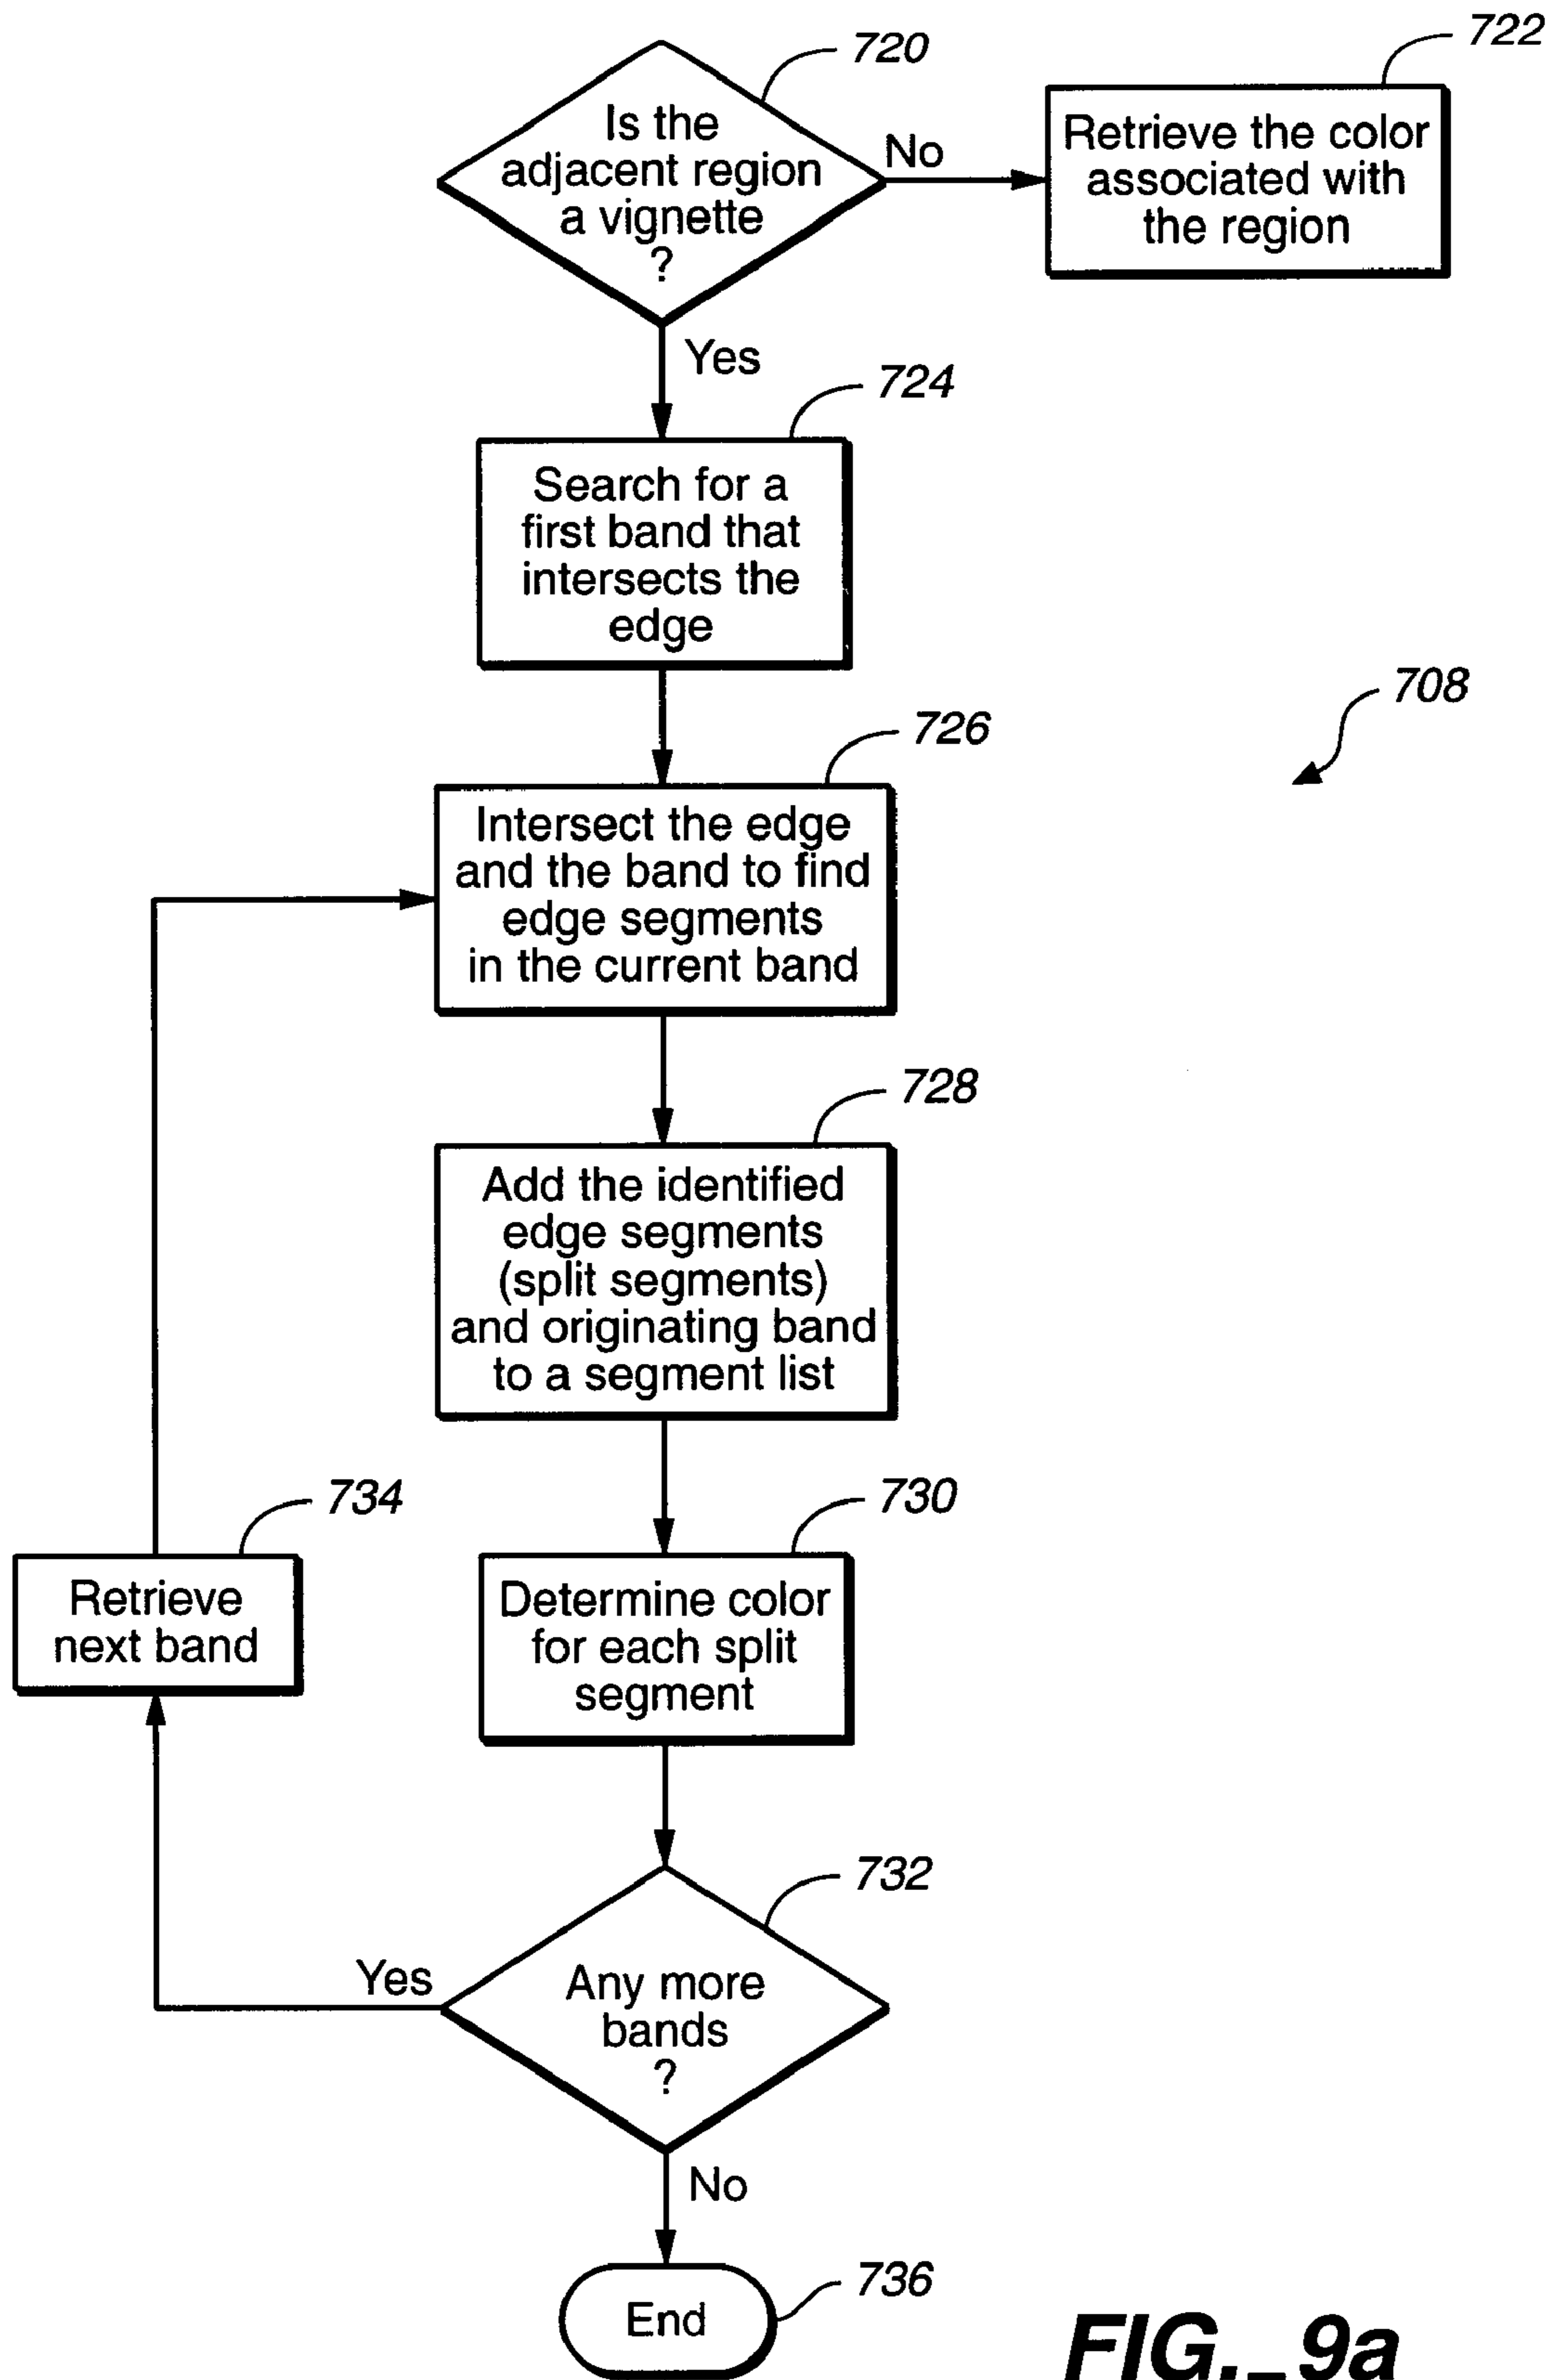 720
722
Is the
adjacent region
a vignette
?
No
Retrieve the color
associated with
the region
Yes
724
Search for a
first band that
intersects the
edge
708
726
Intersect the edge
and the band to find
edge segments
in the current band
728
Add the identified
edge segments
(split segments)
and originating band
to a segment list
734
730
Retrieve
next band
Determine color
for each split
segment
732
Yes
Any more
bands
?
No
736
End
FIG._9a